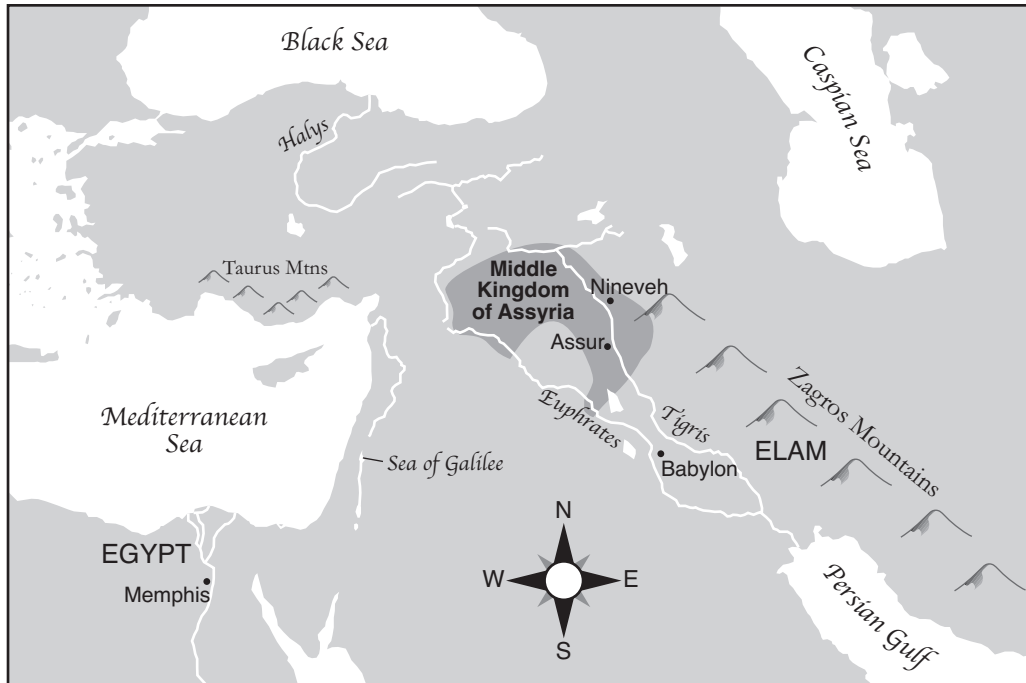 Black Sea
Caspian Sea
Halys
Taurus Mtns
Middle
Kingdom
of Assyria
Nineveh
Assur
Zagros Mountains
Mediterranean
Sea
Euphrates
Tigris
ELAM
Sea of Galilee
Babylon
N
W
E
S
EGYPT
Memphis
Persian Gulf